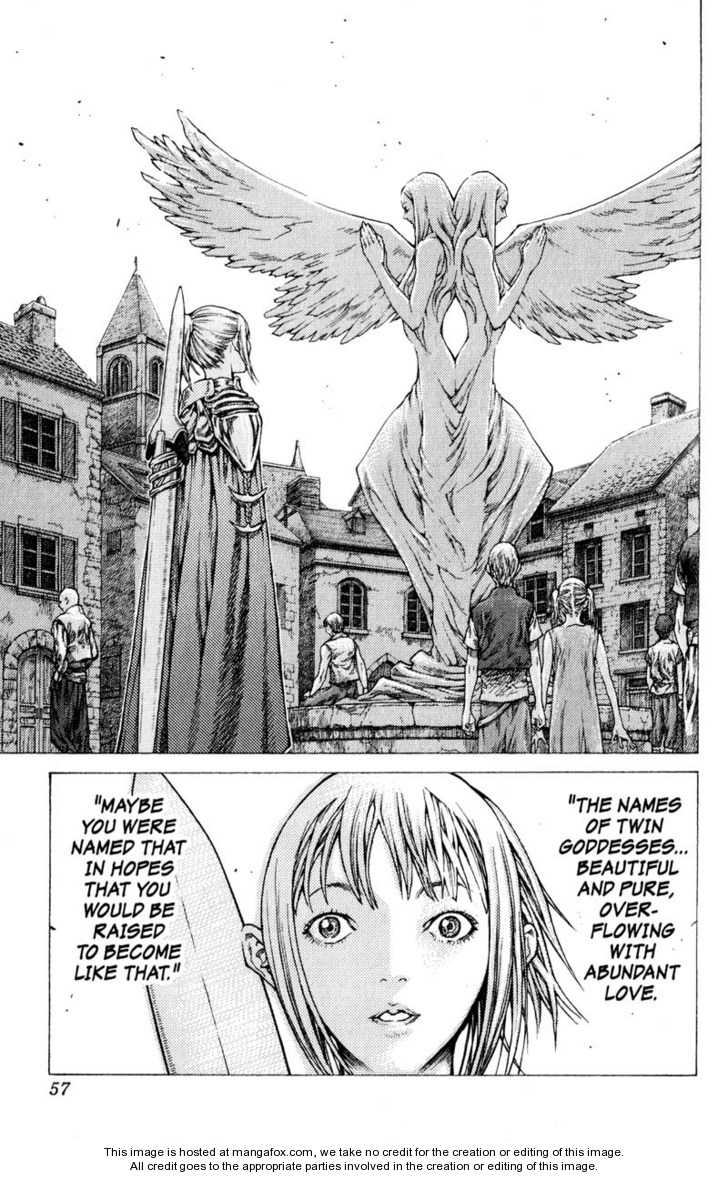 "THE NAMES
OF TWIN
GODDESSES...
BEAUTIFUL
AND PURE,
OVER-
FLOWING
WITH
ABUNDANT
LOVE.
"MAYBE
YOU WERE
NAMED THAT
IN HOPES
THAT YOU
WOULD BE
RAISED
TO BECOME
LIKE THAT."
57
This image is hosted at mangafox.com, we take no credit for the creation or editing of this image.
All credit goes to the appropriate parties involved in the creation or editing of this image.